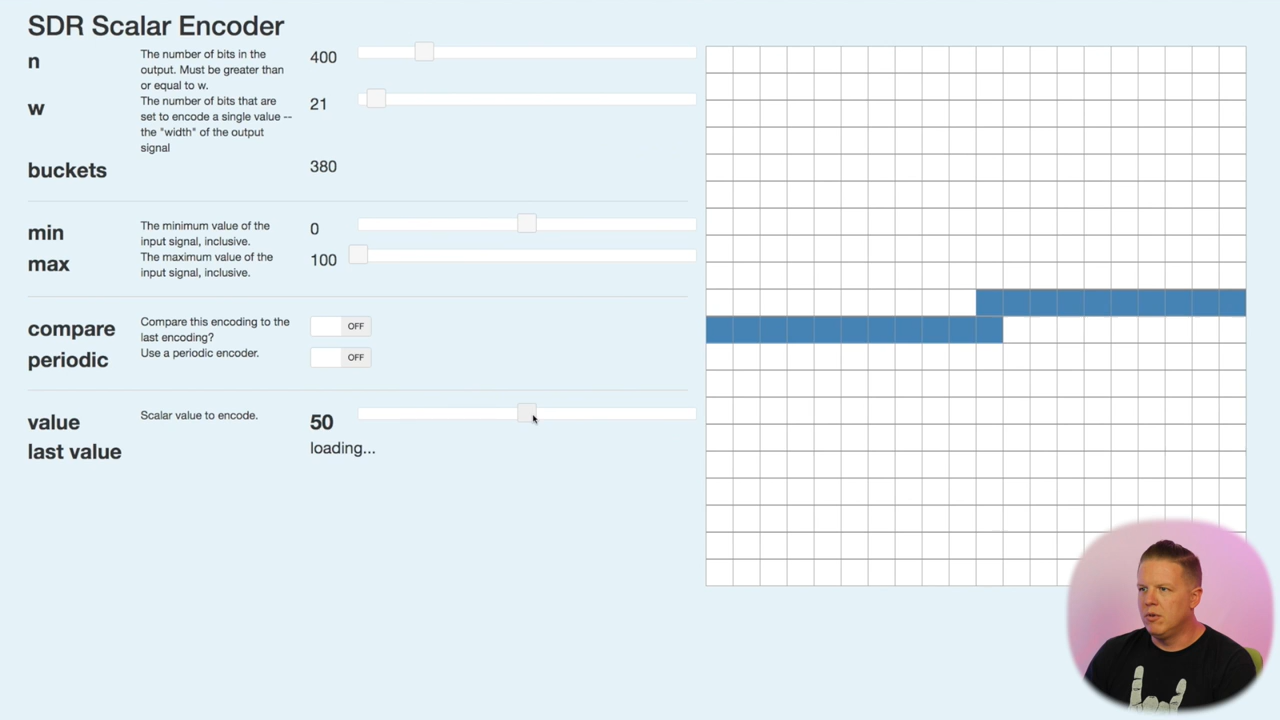 SDR Scalar Encoder
n
The number of bits in the
output. Must be greater than
or equal to w.
400
w
The number of bits that are
set to encode a single value --
the "width" of the output
signal
21
buckets
380
min
The minimum value of the
input signal, inclusive.
0
max
The maximum value of the
input signal, inclusive.
100
compare
Compare this encoding to the
last encoding?
OFF
periodic
Use a periodic encoder.
OFF
value
Scalar value to encode.
50
last value
loading...